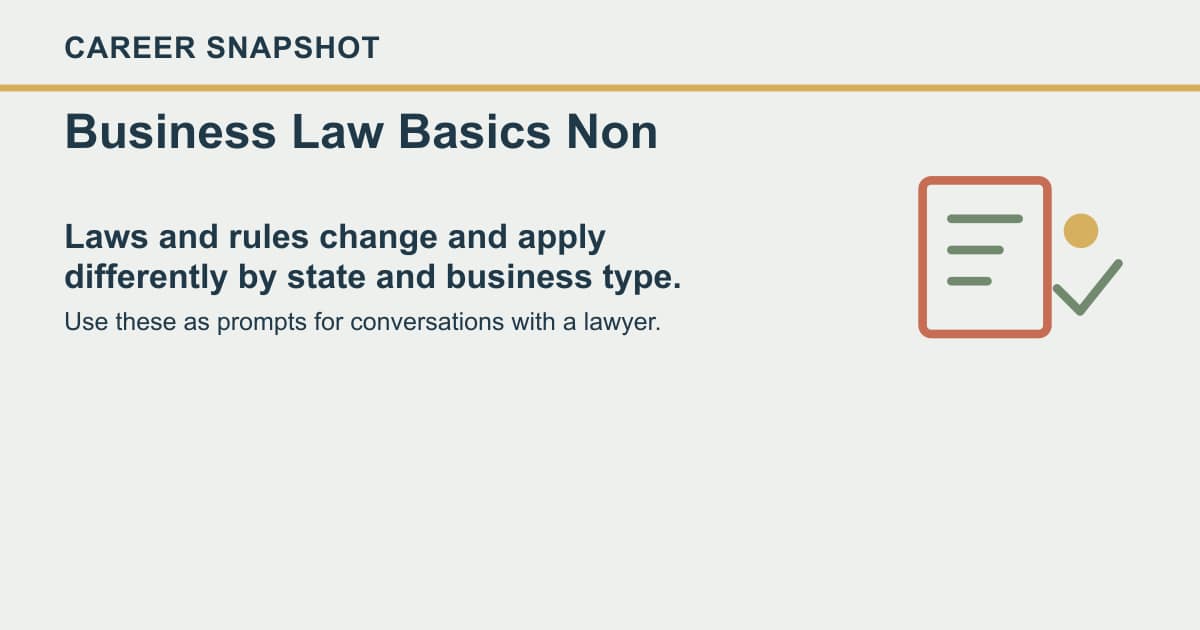 CAREER SNAPSHOT
Business Law Basics Non
Laws and rules change and apply
differently by state and business type.
Use these as prompts for conversations with a lawyer.